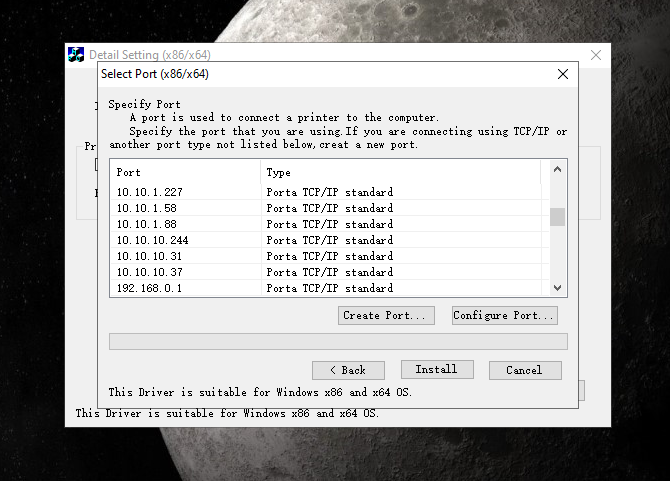 Detail Setting (x86/x64)
Select Port (x86/x64)
Specify Port
A port is used to connect a printer to the computer.
Specify the port that you are using.If you are connecting using TCP/IP or
another port type not listed below,creat a new port.
Port Type
10.10.1.227 Porta TCP/IP standard
10.10.1.58 Porta TCP/IP standard
10.10.1.88 Porta TCP/IP standard
10.10.10.244 Porta TCP/IP standard
10.10.10.31 Porta TCP/IP standard
10.10.10.37 Porta TCP/IP standard
192.168.0.1 Porta TCP/IP standard
Create Port... Configure Port...
< Back Install Cancel
This Driver is suitable for Windows x86 and x64 OS.
This Driver is suitable for Windows x86 and x64 OS.